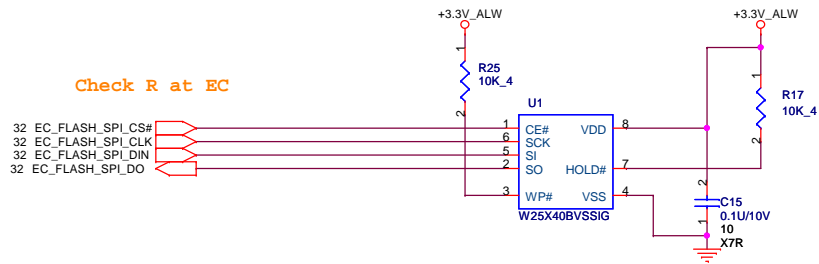 +3.3V_ALW
+3.3V_ALW
1
R25
10K_4
2
Check R at EC
1
R17
10K_4
2
U1
32 EC_FLASH_SPI_CS#
1 CE# VDD 8
32 EC_FLASH_SPI_CLK
6 SCK
32 EC_FLASH_SPI_DIN
5 SI
32 EC_FLASH_SPI_DO
2 SO HOLD# 7
3 WP# VSS 4
W25X40BVSSIG
2
C15
0.1U/10V
1
10
X7R